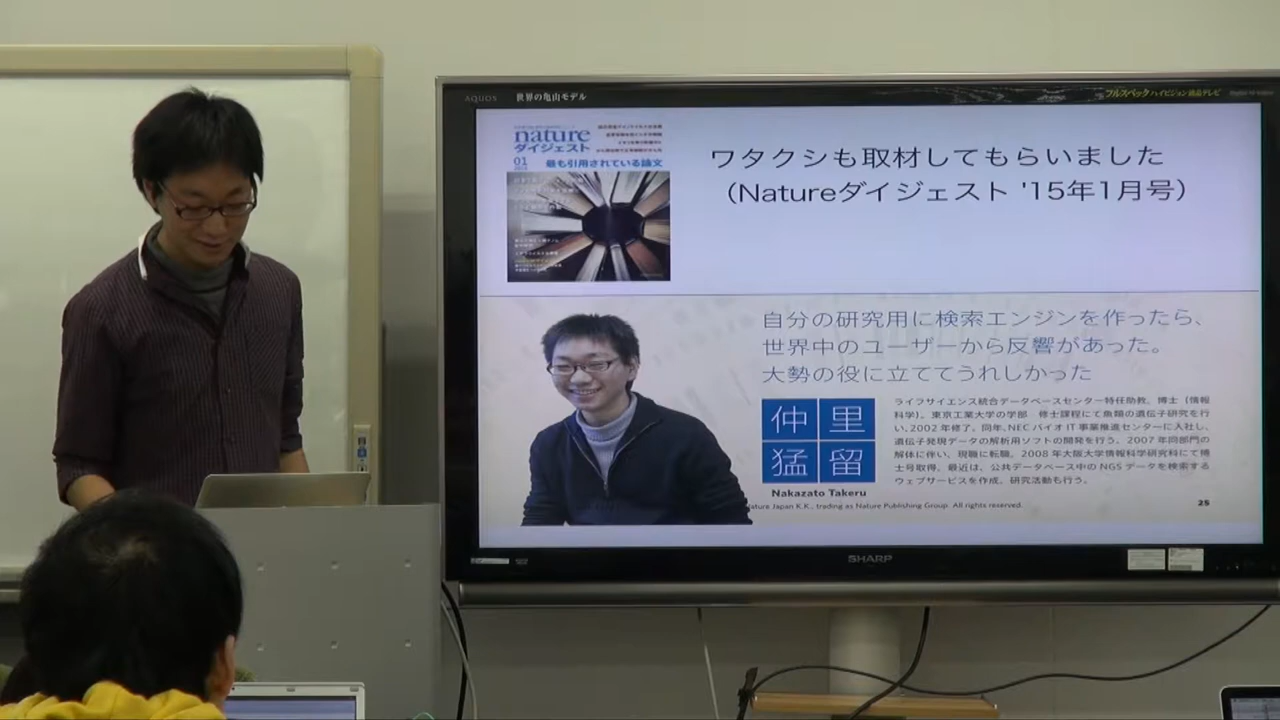 AQUOS 世界の亀山モデル
フルスペックハイビジョン液晶テレビ
nature
ダイジェスト
01
最も引用されている論文
ワタクシも取材してもらいました
（Natureダイジェスト '15年1月号）
自分の研究用に検索エンジンを作ったら、
世界中のユーザーから反響があった。
大勢の役に立ててうれしかった
仲里
猛留
Nakazato Takeru
ライフサイエンス統合データベースセンター特任助教、博士（情報
科学）。東京工業大学の学部 修士課程にて魚類の遺伝子研究を行
い、2002年修了。同年、NECバイオIT事業推進センターに入社し、
遺伝子発現データの解析用ソフトの開発を行う。2007年同部門の
解体に伴い、現職に転職。2008年大阪大学情報科学研究科にて博
士号取得。最近は、公共データベース中のNGSデータを検索する
ウェブサービスを作成。研究活動も行う。
ature Japan K.K., trading as Nature Publishing Group. All rights reserved.
25
SHARP